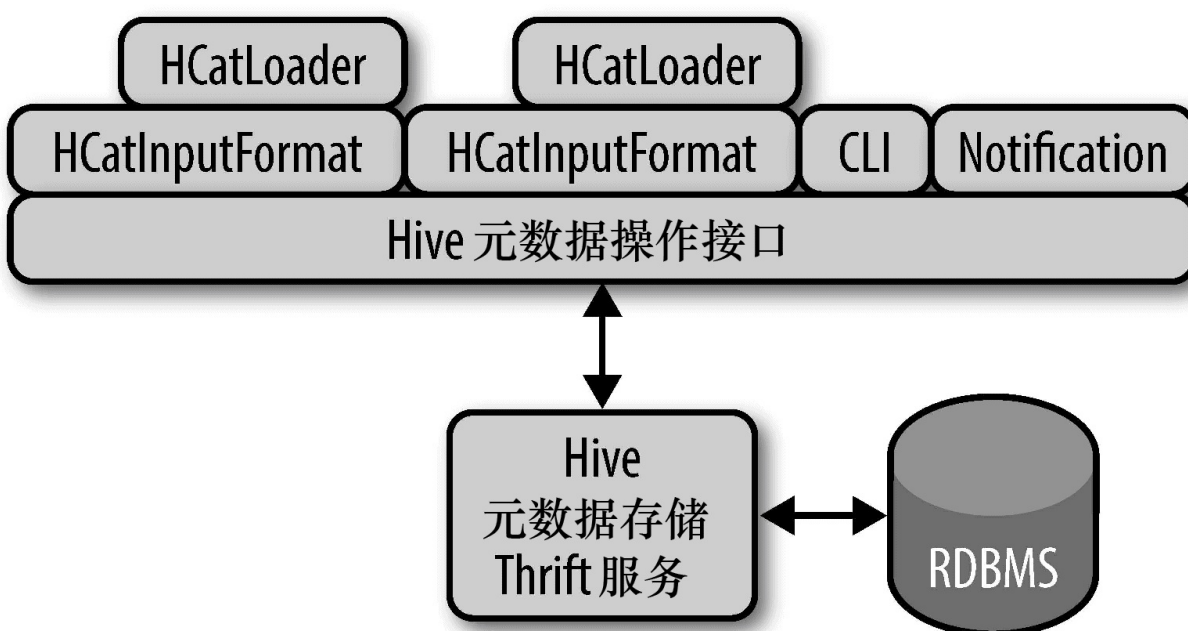 HCatLoader
HCatLoader
HCatInputFormat
HCatInputFormat
CLI
Notification
Hive 元数据操作接口
Hive
元数据存储
Thrift 服务
RDBMS